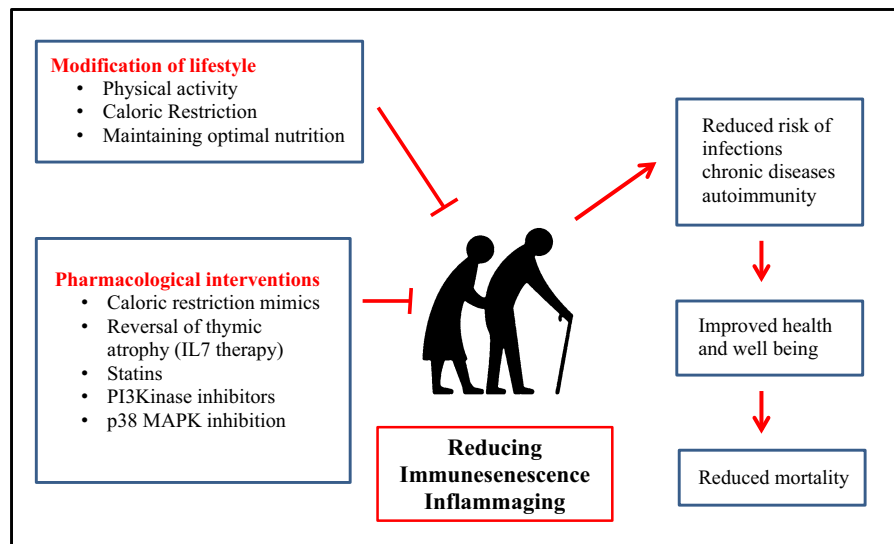 Modification of lifestyle
• Physical activity
• Caloric Restriction
• Maintaining optimal nutrition
Pharmacological interventions
• Caloric restriction mimics
• Reversal of thymic
atrophy (IL7 therapy)
• Statins
• PI3Kinase inhibitors
• p38 MAPK inhibition
Reducing
Immunesenescence
Inflammaging
Reduced risk of
infections
chronic diseases
autoimmunity
Improved health
and well being
Reduced mortality